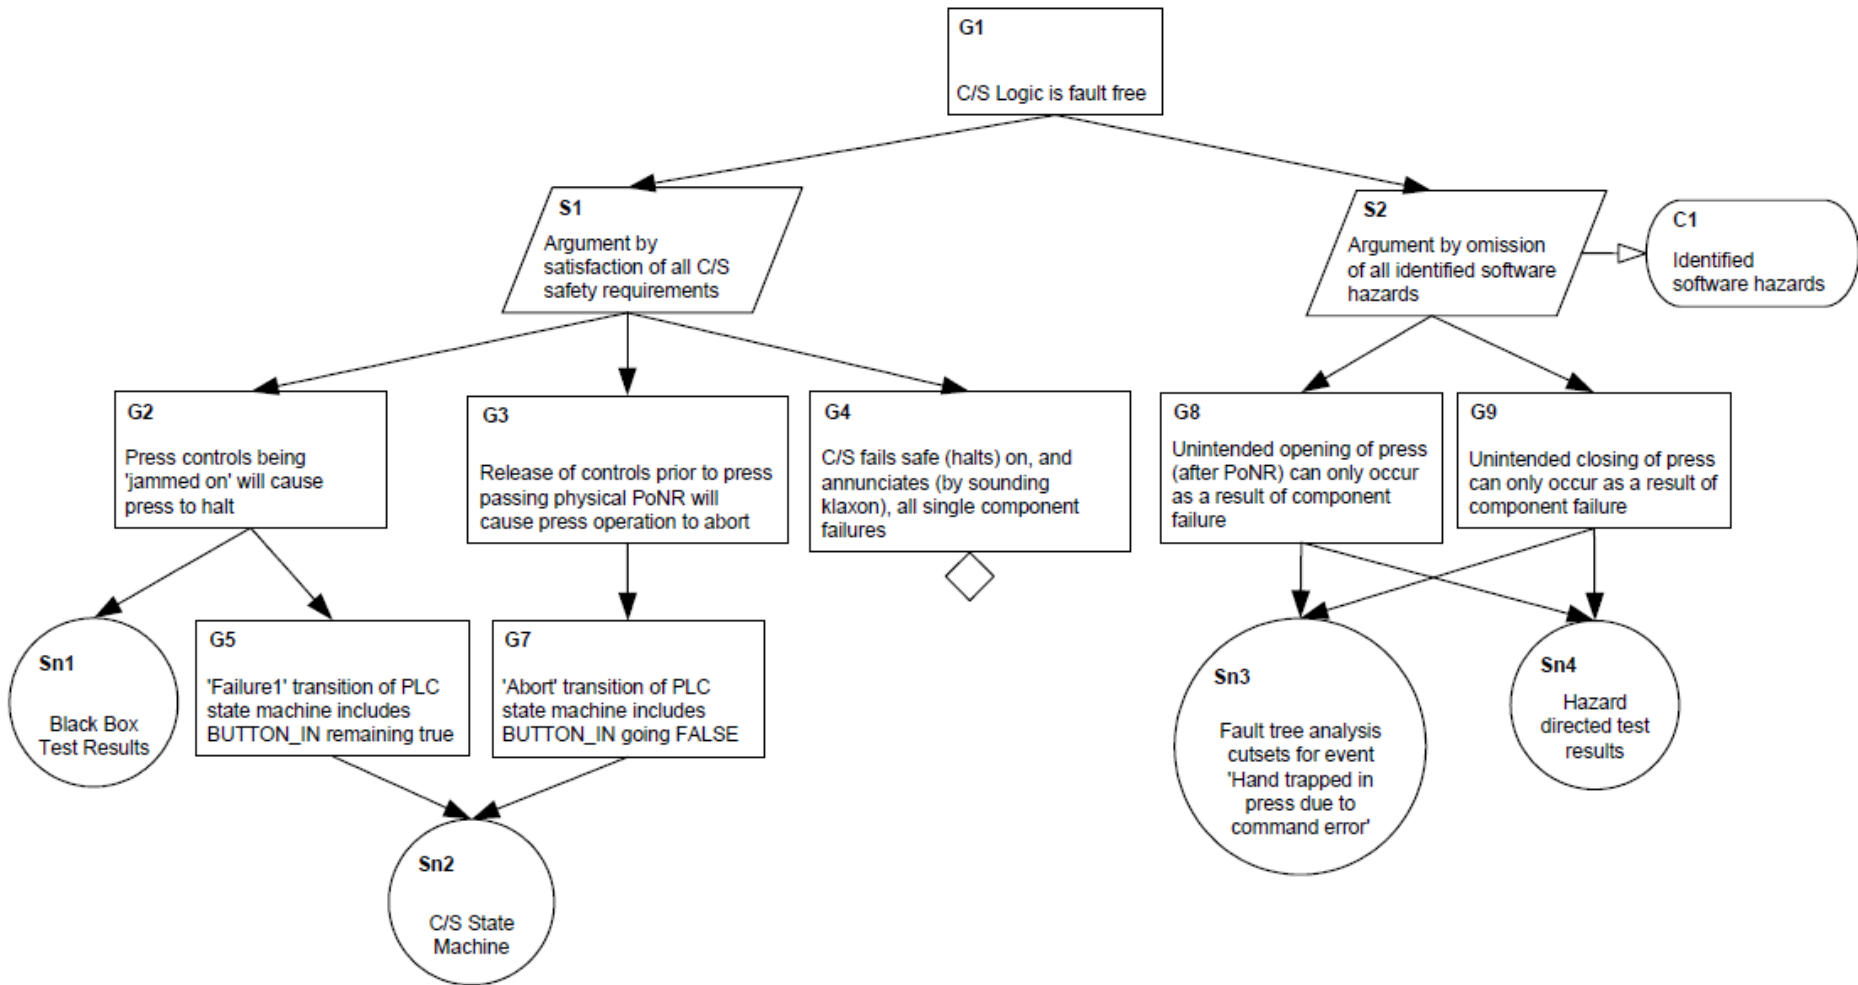 G1
C/S Logic is fault free
S1
Argument by
satisfaction of all C/S
safety requirements
S2
Argument by omission
of all identified software
hazards
C1
Identified
software hazards
G2
Press controls being
'jammed on' will cause
press to halt
G3
Release of controls prior to press
passing physical PoNR will
cause press operation to abort
G4
C/S fails safe (halts) on, and
annunciates (by sounding
klaxon), all single component
failures
G8
Unintended opening of press
(after PoNR) can only occur
as a result of component
failure
G9
Unintended closing of press
can only occur as a result of
component failure
Sn1
Black Box
Test Results
G5
'Failure1' transition of PLC
state machine includes
BUTTON_IN remaining true
G7
'Abort' transition of PLC
state machine includes
BUTTON_IN going FALSE
Sn3
Fault tree analysis
cutsets for event
'Hand trapped in
press due to
command error'
Sn4
Hazard
directed test
results
Sn2
C/S State
Machine